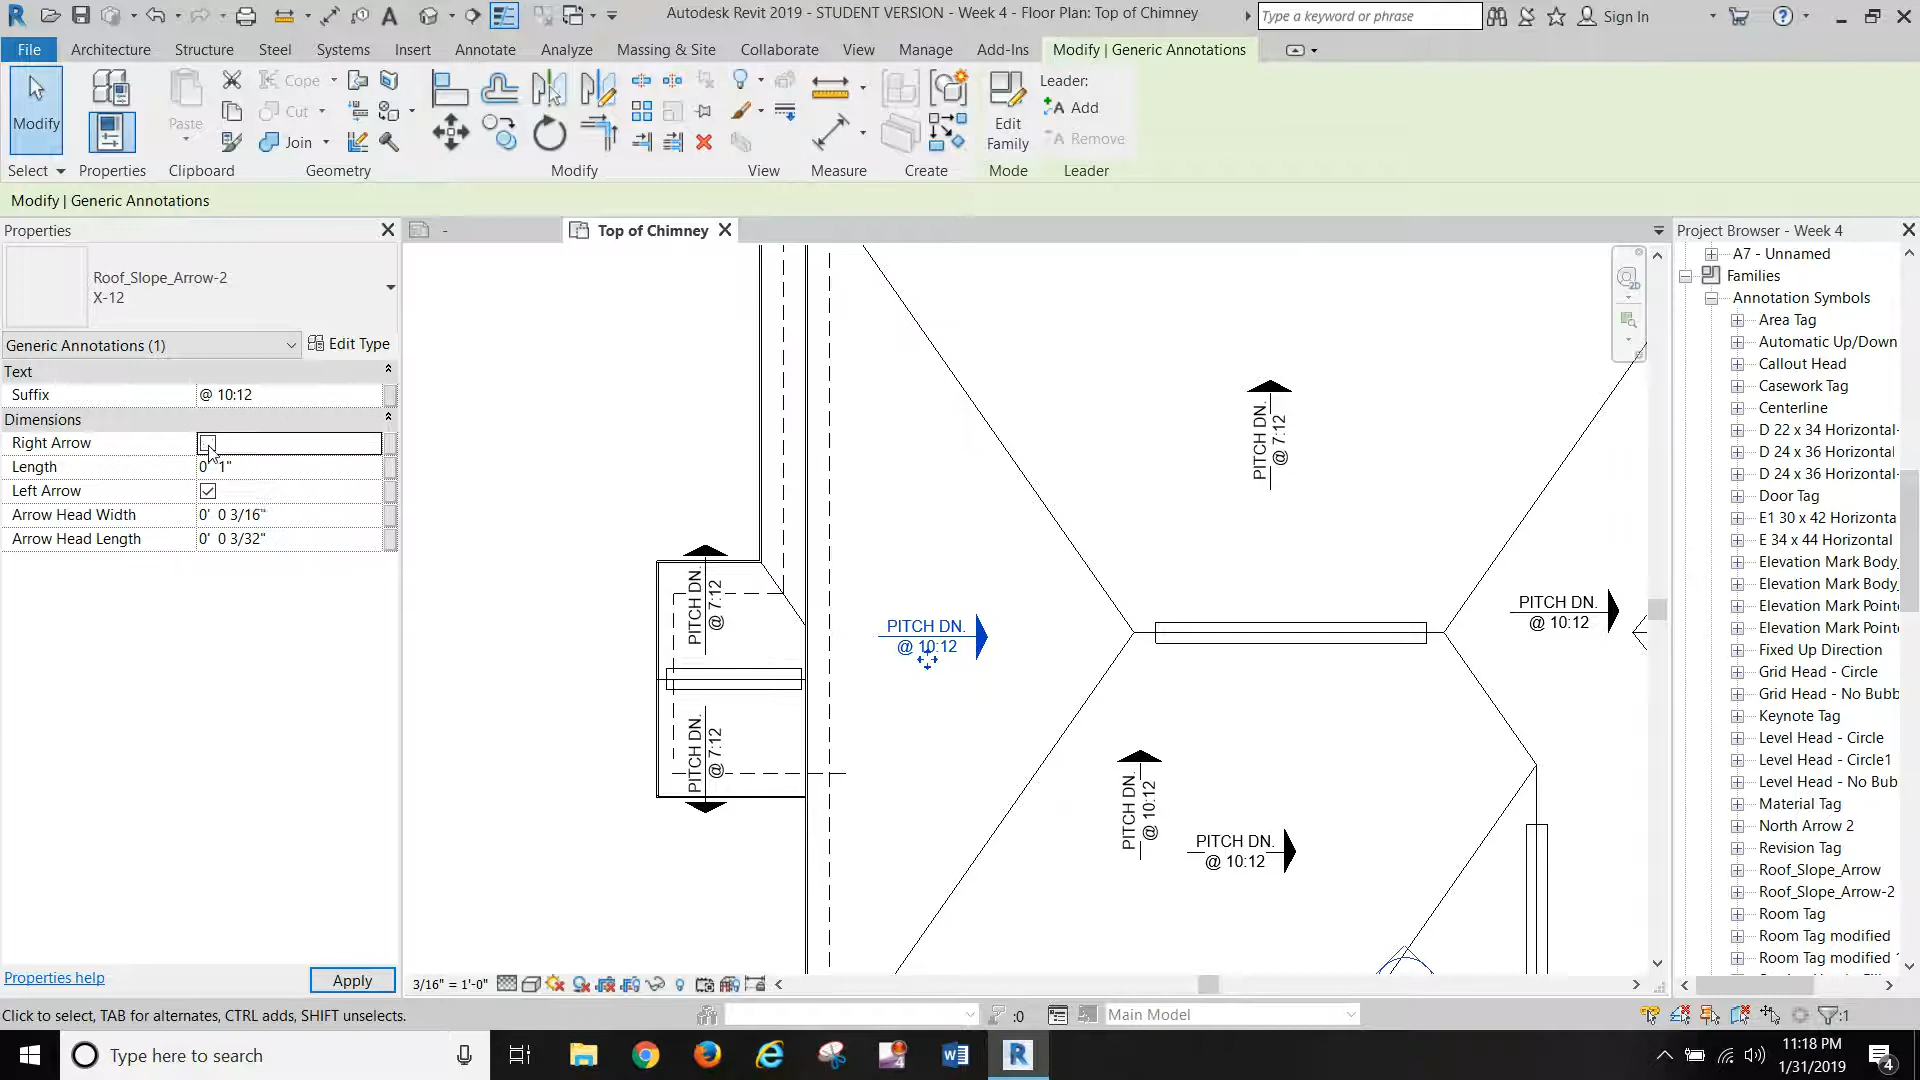 Autodesk Revit 2019 - STUDENT VERSION - Week 4 - Floor Plan: Top of Chimney
Type a keyword or phrase
Sign In
File
Architecture
Structure
Steel
Systems
Insert
Annotate
Analyze
Massing & Site
Collaborate
View
Manage
Add-Ins
Modify | Generic Annotations
Modify
Paste
Cope
Cut
Join
Edit
Family
Leader:
Add
Remove
Select
Properties
Clipboard
Geometry
Modify
View
Measure
Create
Mode
Leader
Modify | Generic Annotations
Properties
Roof_Slope_Arrow-2
X-12
Generic Annotations (1)
Edit Type
Text
Suffix
@ 10:12
Dimensions
Right Arrow
Length
0' 1"
Left Arrow
Arrow Head Width
0' 0 3/16"
Arrow Head Length
0' 0 3/32"
Properties help
Apply
-
Top of Chimney
2D
PITCH DN.
@ 7:12
PITCH DN.
@ 7:12
PITCH DN.
@ 10:12
PITCH DN.
@ 10:12
PITCH DN.
@ 7:12
PITCH DN.
@ 10:12
PITCH DN.
@ 10:12
3/16" = 1'-0"
Project Browser - Week 4
A7 - Unnamed
Families
Annotation Symbols
Area Tag
Automatic Up/Down
Callout Head
Casework Tag
Centerline
D 22 x 34 Horizontal-
D 24 x 36 Horizontal
D 24 x 36 Horizontal-
Door Tag
E1 30 x 42 Horizonta
E 34 x 44 Horizontal
Elevation Mark Body_
Elevation Mark Body_
Elevation Mark Pointe
Elevation Mark Pointe
Fixed Up Direction
Grid Head - Circle
Grid Head - No Bubb
Keynote Tag
Level Head - Circle
Level Head - Circle1
Level Head - No Bub
Material Tag
North Arrow 2
Revision Tag
Roof_Slope_Arrow
Roof_Slope_Arrow-2
Room Tag
Room Tag modified
Room Tag modified
Click to select, TAB for alternates, CTRL adds, SHIFT unselects.
:0
Main Model
:1
Type here to search
11:18 PM
1/31/2019
4